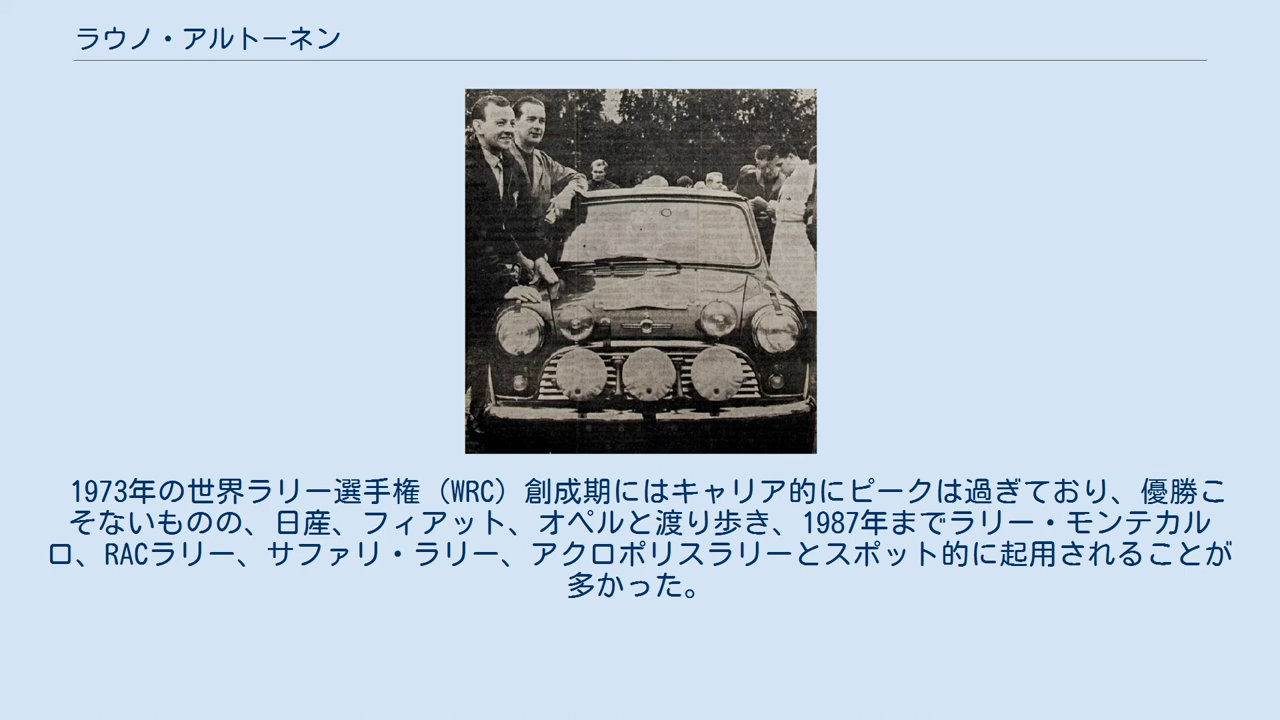 ラウノ・アルトーネン
1973年の世界ラリー選手権（WRC）創成期にはキャリア的にピークは過ぎており、優勝こ
そないものの、日産、フィアット、オペルと渡り歩き、1987年までラリー・モンテカル
ロ、RACラリー、サファリ・ラリー、アクロポリスラリーとスポット的に起用されることが
多かった。